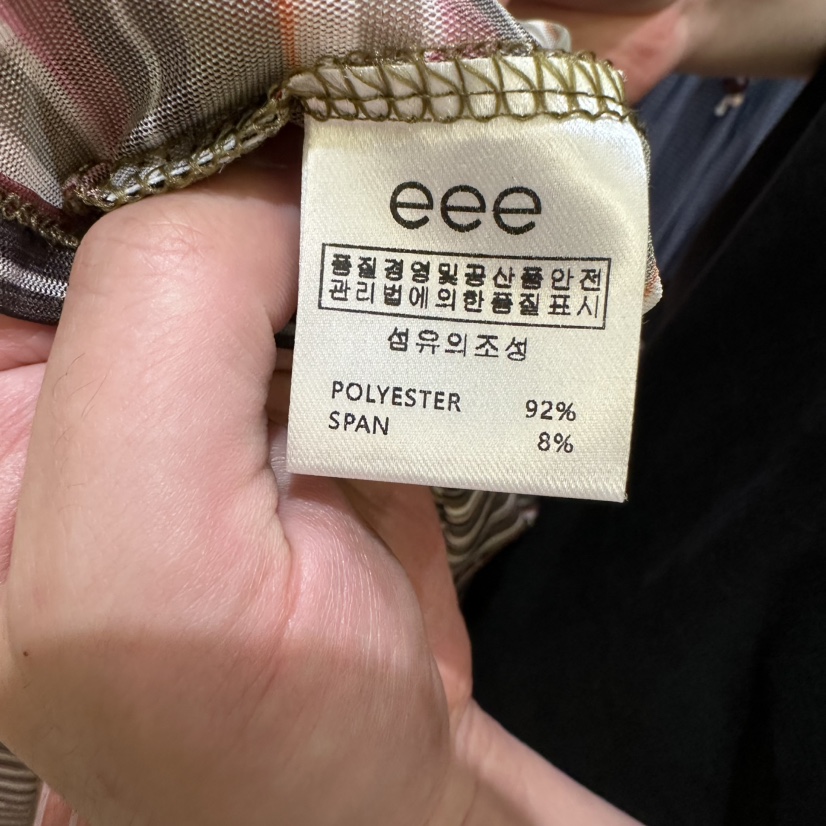 eee
품질경영및공산품안전
관리법에의한품질표시
섬유의조성
POLYESTER 92%
SPAN 8%